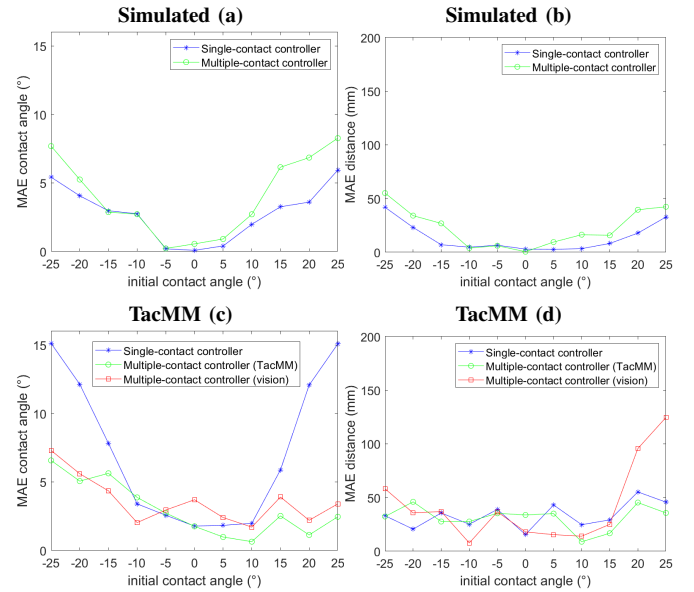 Simulated (a)
15
10
5
0
MAE contact angle (°)
Single-contact controller
Multiple-contact controller
-25 -20 -15 -10 -5 0 5 10 15 20 25
initial contact angle (°)
Simulated (b)
200
150
100
50
0
MAE distance (mm)
Single-contact controller
Multiple-contact controller
-25 -20 -15 -10 -5 0 5 10 15 20 25
initial contact angle (°)
TacMM (c)
15
10
5
0
MAE contact angle (°)
Single-contact controller
Multiple-contact controller (TacMM)
Multiple-contact controller (vision)
-25 -20 -15 -10 -5 0 5 10 15 20 25
initial contact angle (°)
TacMM (d)
200
150
100
50
0
MAE distance (mm)
Single-contact controller
Multiple-contact controller (TacMM)
Multiple-contact controller (vision)
-25 -20 -15 -10 -5 0 5 10 15 20 25
initial contact angle (°)